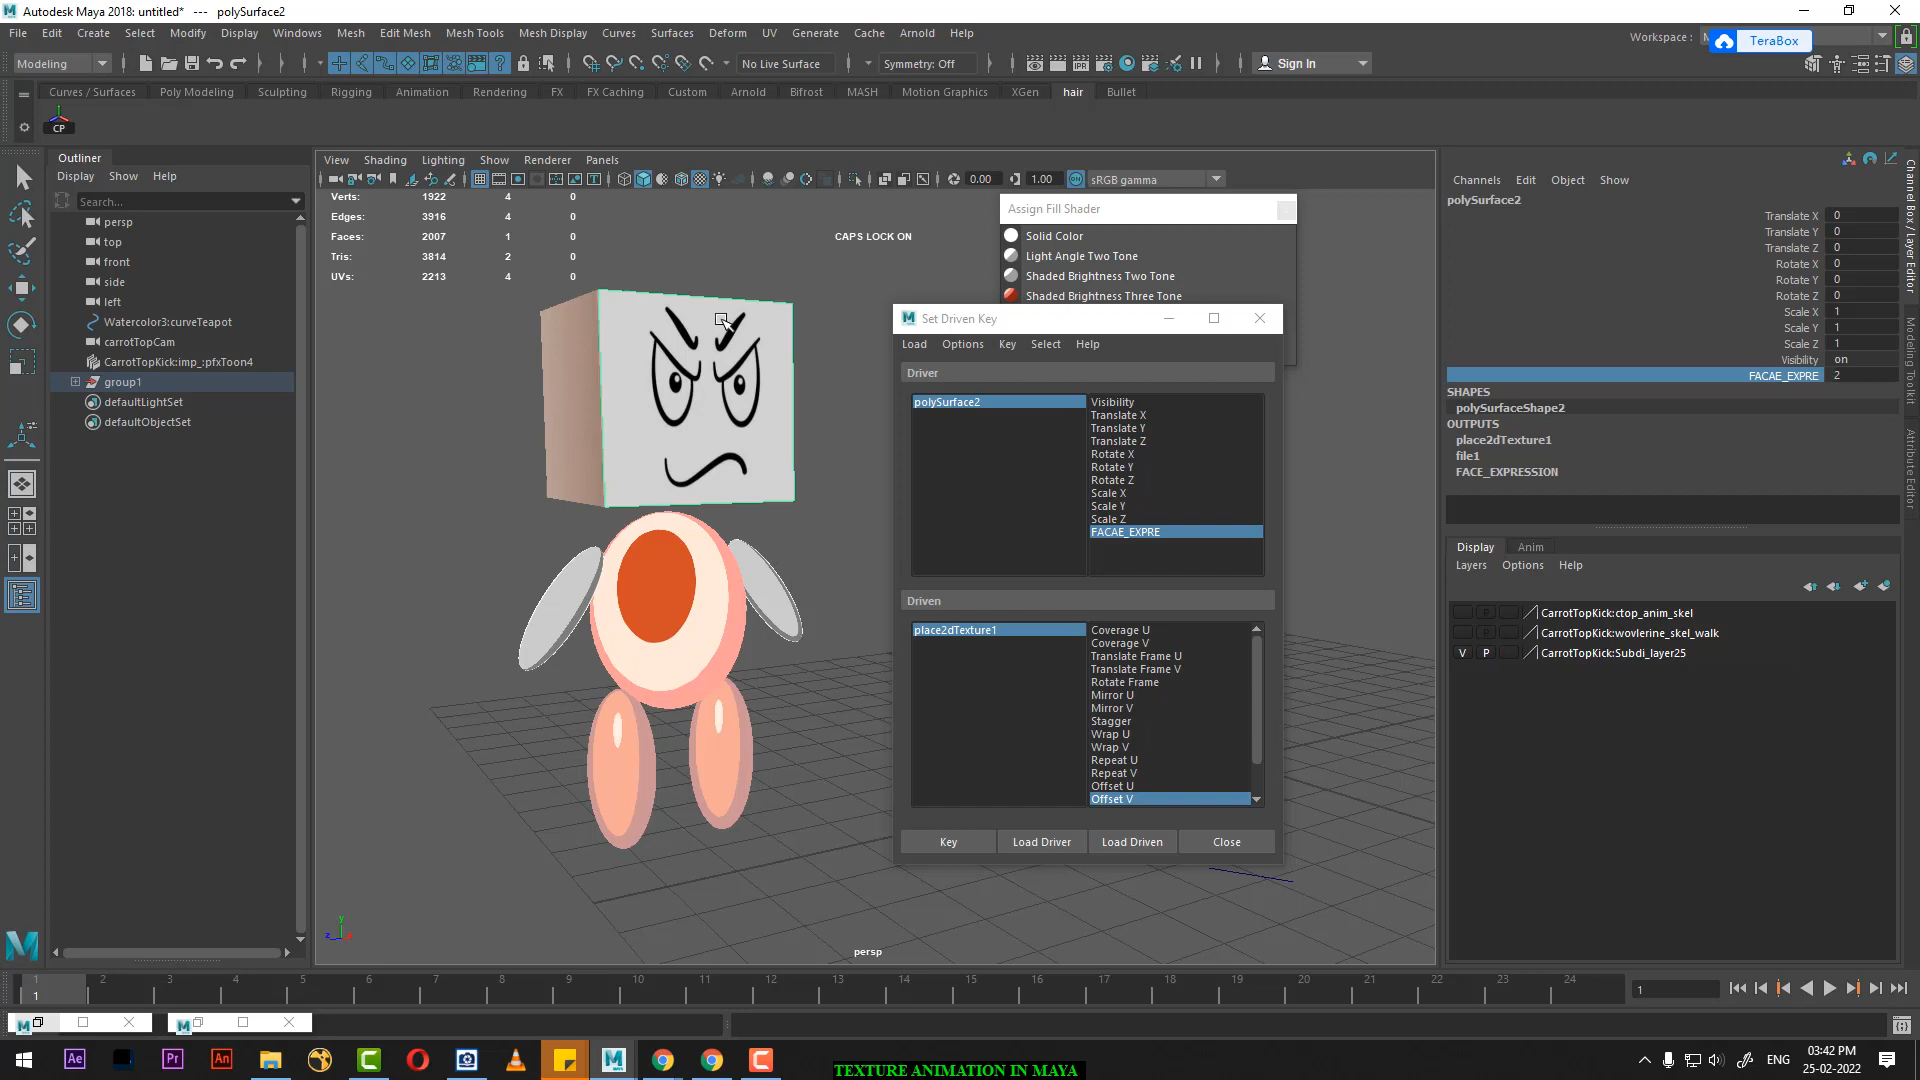 Autodesk Maya 2018: untitled*   ---   polySurface2
File Edit Create Select Modify Display Windows Mesh Edit Mesh Mesh Tools Mesh Display Curves Surfaces Deform UV Generate Cache Arnold Help
Workspace :
TeraBox
Modeling
No Live Surface
Symmetry: Off
Sign In
Curves / Surfaces Poly Modeling Sculpting Rigging Animation Rendering FX FX Caching Custom Arnold Bifrost MASH Motion Graphics XGen hair Bullet
CP
Outliner
Display Show Help
Search...
persp
top
front
side
left
Watercolor3:curveTeapot
carrotTopCam
CarrotTopKick:imp_:pfxToon4
group1
defaultLightSet
defaultObjectSet
View Shading Lighting Show Renderer Panels
0.00
1.00
sRGB gamma
Verts: 1922 4 0
Edges: 3916 4 0
Faces: 2007 1 0
Tris: 3814 2 0
UVs: 2213 4 0
CAPS LOCK ON
Assign Fill Shader
Solid Color
Light Angle Two Tone
Shaded Brightness Two Tone
Shaded Brightness Three Tone
Set Driven Key
Load Options Key Select Help
Driver
polySurface2
Visibility
Translate X
Translate Y
Translate Z
Rotate X
Rotate Y
Rotate Z
Scale X
Scale Y
Scale Z
FACAE_EXPRE
Driven
place2dTexture1
Coverage U
Coverage V
Translate Frame U
Translate Frame V
Rotate Frame
Mirror U
Mirror V
Stagger
Wrap U
Wrap V
Repeat U
Repeat V
Offset U
Offset V
Key Load Driver Load Driven Close
y
z
persp
Channels Edit Object Show
polySurface2
Translate X 0
Translate Y 0
Translate Z 0
Rotate X 0
Rotate Y 0
Rotate Z 0
Scale X 1
Scale Y 1
Scale Z 1
Visibility on
FACAE_EXPRE 2
SHAPES
polySurfaceShape2
OUTPUTS
place2dTexture1
file1
FACE_EXPRESSION
Display Anim
Layers Options Help
P CarrotTopKick:ctop_anim_skel
P CarrotTopKick:wovlerine_skel_walk
V P CarrotTopKick:Subdi_layer25
Channel Box / Layer Editor
Modeling Toolkit
Attribute Editor
1 2 3 4 5 6 7 8 9 10 11 12 13 14 15 16 17 18 19 20 21 22 23 24
1
1
Ae
Pr
An
TEXTURE ANIMATION IN MAYA
ENG
03:42 PM
25-02-2022